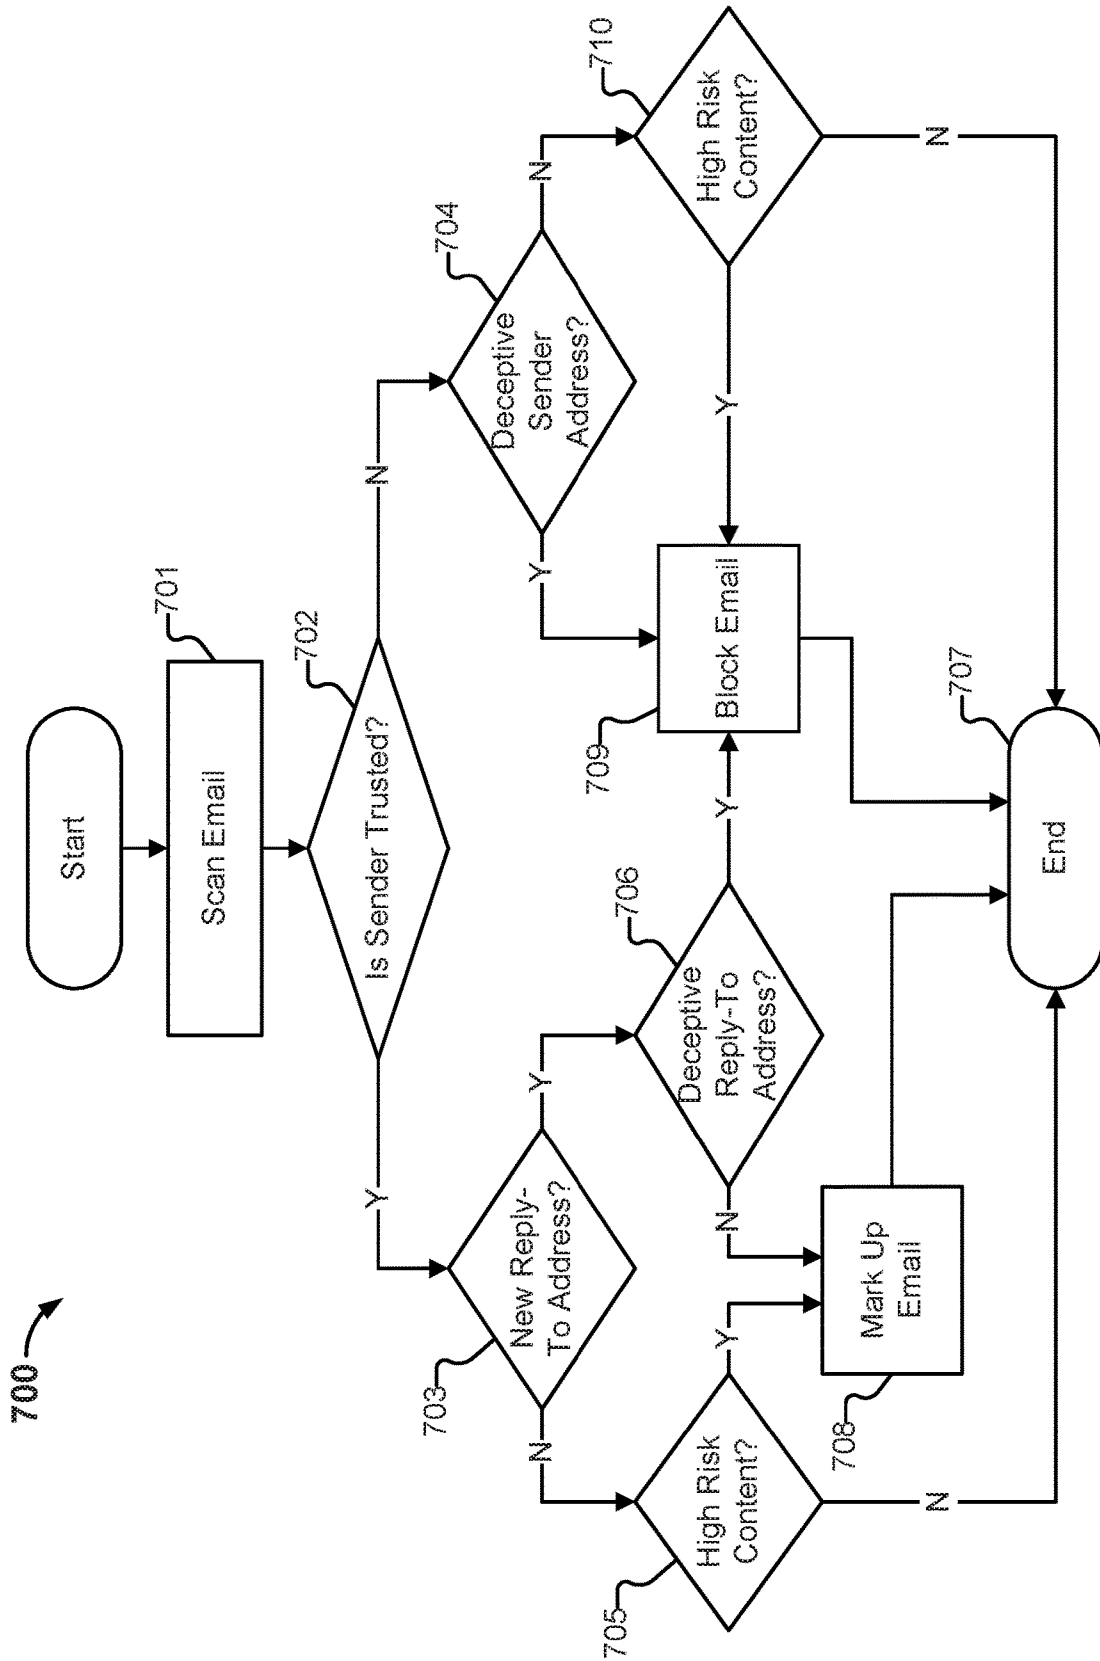 700
Start
701
Scan Email
702
Is Sender Trusted?
Y
N
703
New Reply-
To Address?
704
Deceptive
Sender
Address?
N
Y
Y
N
705
High Risk
Content?
706
Deceptive
Reply-To
Address?
709
Block Email
710
High Risk
Content?
Y
N
Y
Y
708
Mark Up
Email
N
N
707
End